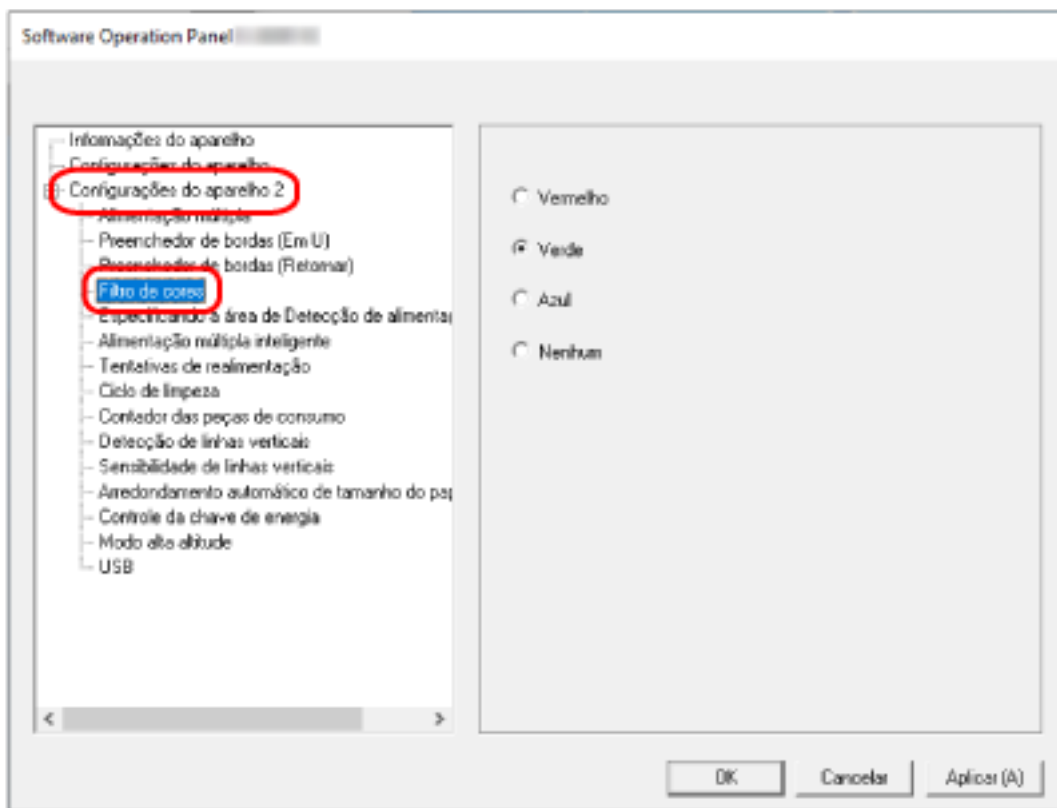 Software Operation Panel
Informações do aparelho
Configurações do aparelho
Configurações do aparelho 2
Alimentação múltipla
Preenchedor de bordas (Em U)
Preenchedor de bordas (Retornar)
Filtro de cores
Especificando a área de Detecção de alimenta
Alimentação múltipla inteligente
Tentativas de realimentação
Ciclo de limpeza
Contador das peças de consumo
Detecção de linhas verticais
Sensibilidade de linhas verticais
Arredondamento automático de tamanho do pap
Controle da chave de energia
Modo alta altitude
USB
Vermelho
Verde
Azul
Nenhum
OK
Cancelar
Aplicar (A)